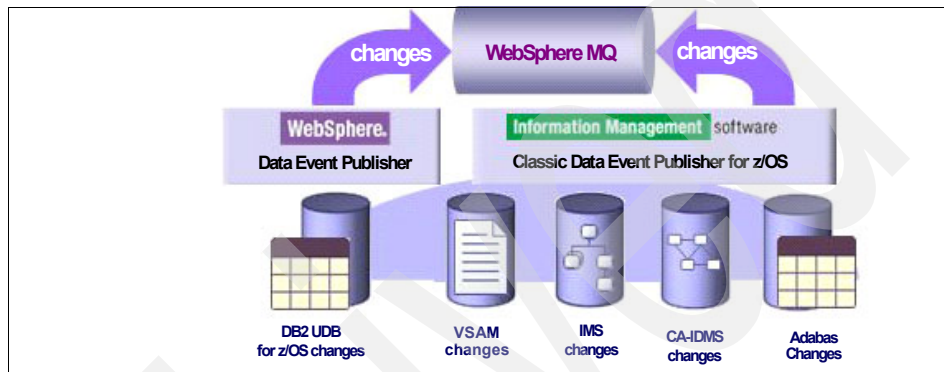 changes
WebSphere MQ
changes
WebSphere.
Data Event Publisher
Information Management software
Classic Data Event Publisher for z/OS
DB2 UDB
for z/OS changes
VSAM
changes
IMS
changes
CA-IDMS
changes
Adabas
Changes